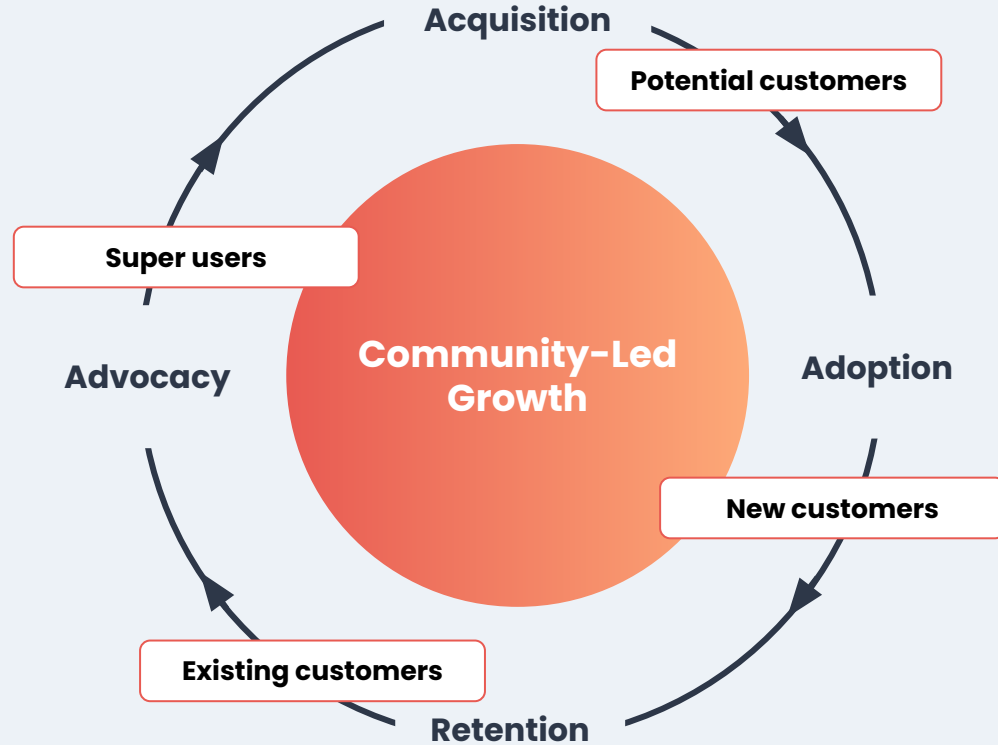 Acquisition
Potential customers
Super users
Community-Led
Growth
Advocacy
Adoption
New customers
Existing customers
Retention